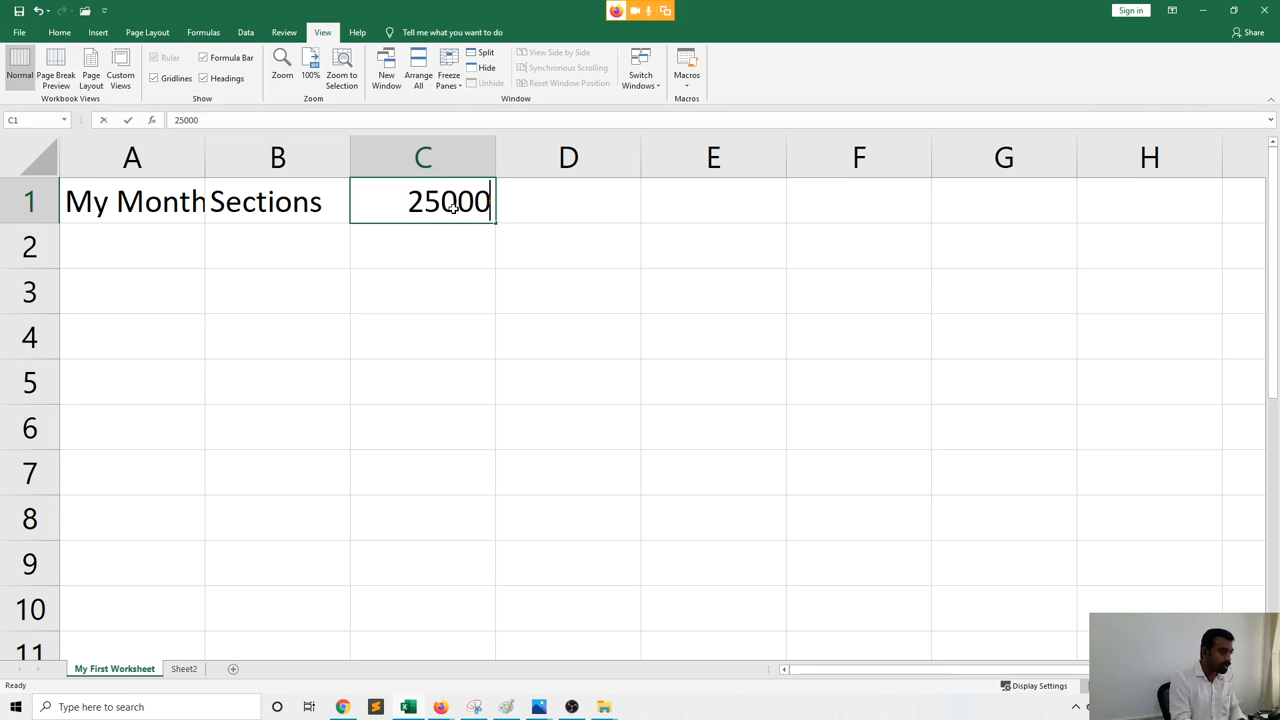 Sign in
File Home Insert Page Layout Formulas Data Review View Help Tell me what you want to do Share
Normal Page Break Preview Page Layout Custom Views
Workbook Views
Ruler Formula Bar
Gridlines Headings
Show
Zoom 100% Zoom to Selection
Zoom
New Window Arrange All Freeze Panes
Split
Hide
Unhide
View Side by Side
Synchronous Scrolling
Reset Window Position
Window
Switch Windows
Macros
Macros
C1 fx 25000
A B C D E F G H
1 My Month Sections 25000
2
3
4
5
6
7
8
9
10
11
My First Worksheet Sheet2
Ready Display Settings
Type here to search